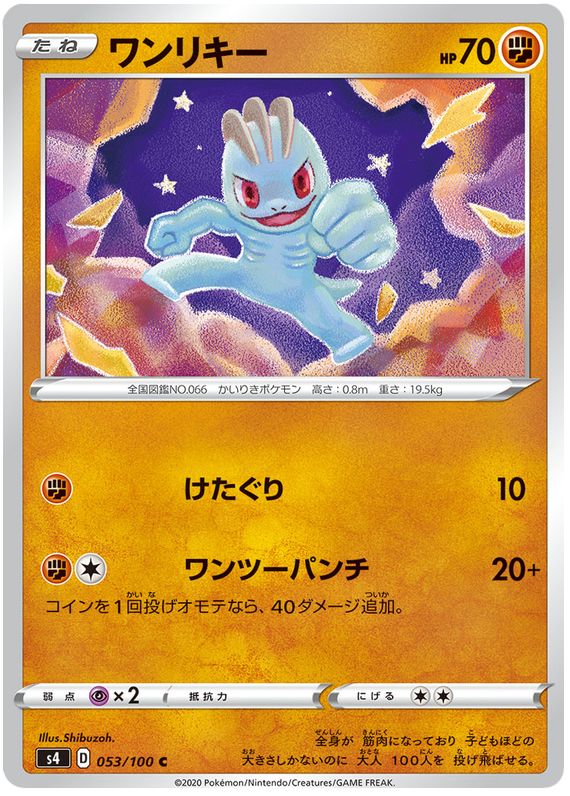 たね ワンリキー HP70
全国図鑑NO.066 かいりきポケモン 高さ:0.8m 重さ:19.5kg
けたぐり 10
ワンツーパンチ 20+
コインを1回投げオモテなら、40ダメージ追加。
弱点 ×2 抵抗力 にげる
Illus.Shibuzoh.
s4 D 053/100 C
全身が 筋肉になっており 子どもほどの
大きさしかないのに 大人 100人を 投げ飛ばせる。
©2020 Pokémon/Nintendo/Creatures/GAME FREAK.